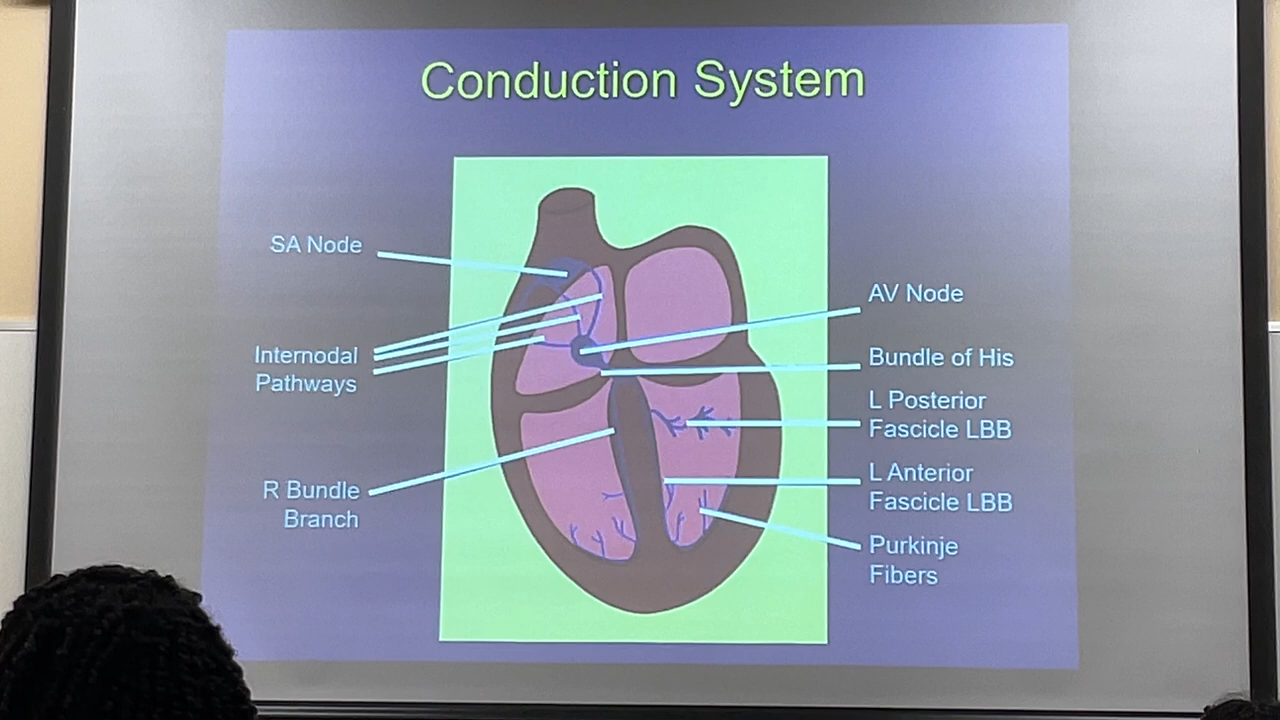 Conduction System
SA Node
Internodal
Pathways
R Bundle
Branch
AV Node
Bundle of His
L Posterior
Fascicle LBB
L Anterior
Fascicle LBB
Purkinje
Fibers